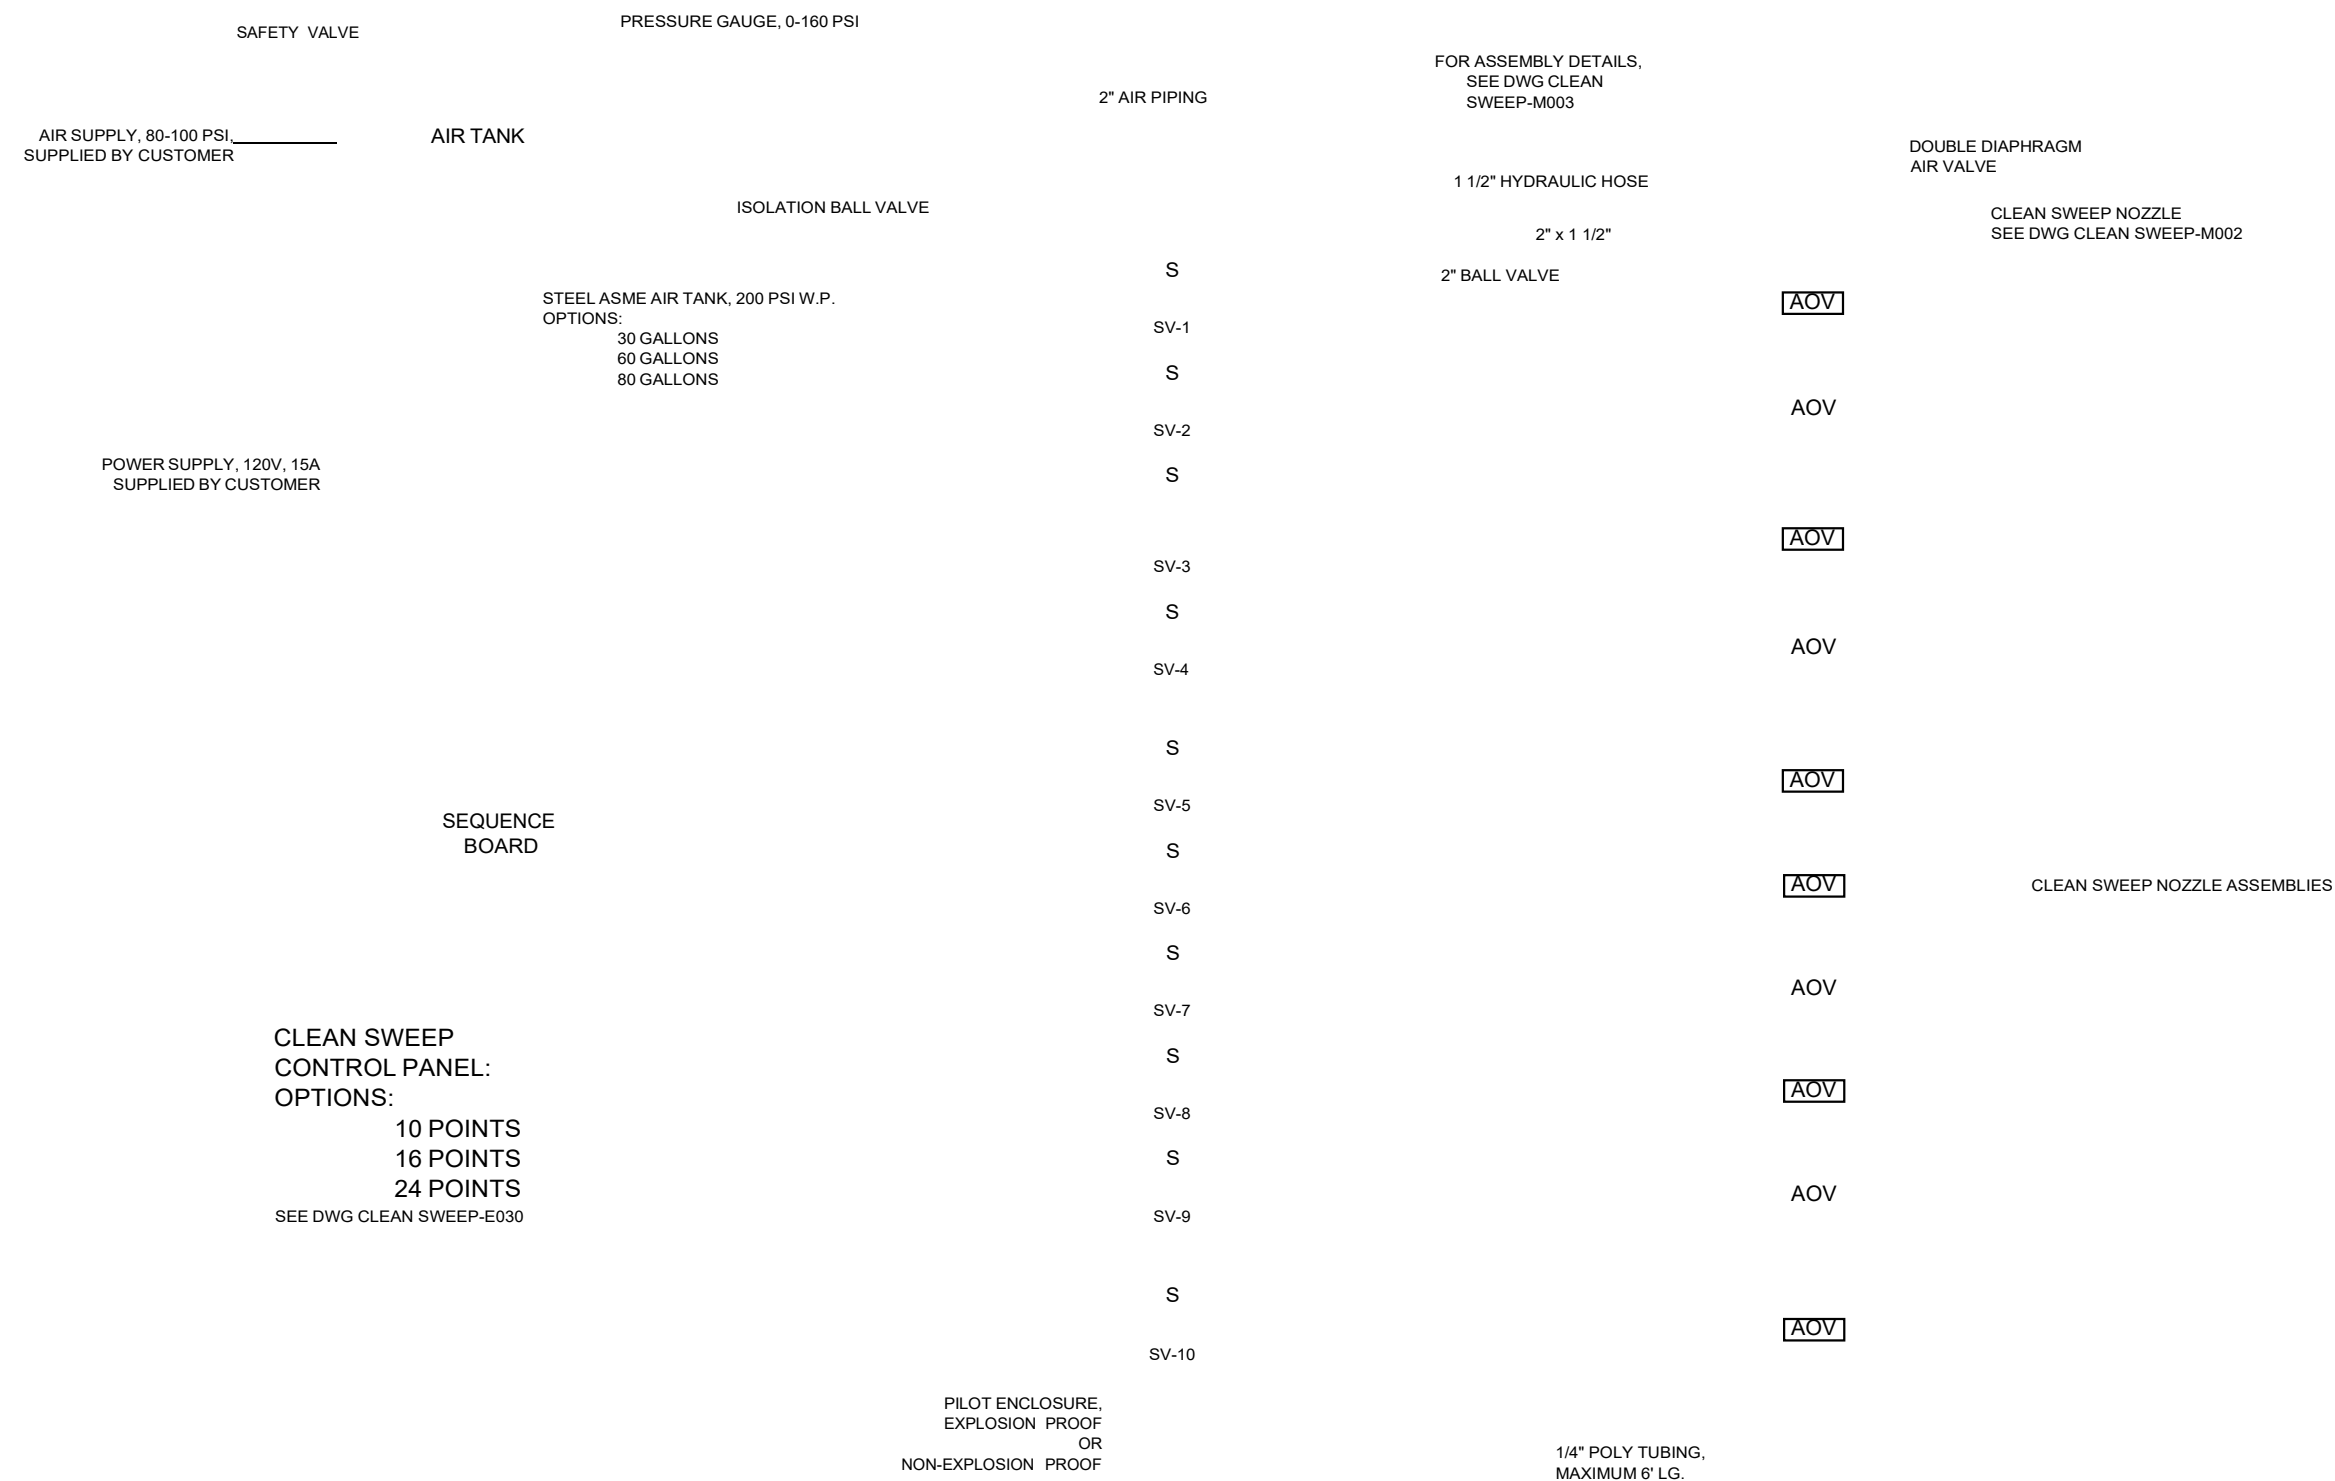 SAFETY VALVE
PRESSURE GAUGE, 0-160 PSI
FOR ASSEMBLY DETAILS,
SEE DWG CLEAN
SWEEP-M003
2" AIR PIPING
AIR SUPPLY, 80-100 PSI,
SUPPLIED BY CUSTOMER
AIR TANK
DOUBLE DIAPHRAGM
AIR VALVE
1 1/2" HYDRAULIC HOSE
ISOLATION BALL VALVE
CLEAN SWEEP NOZZLE
SEE DWG CLEAN SWEEP-M002
2" x 1 1/2"
S
2" BALL VALVE
STEEL ASME AIR TANK, 200 PSI W.P.
OPTIONS:
30 GALLONS
60 GALLONS
80 GALLONS
AOV
SV-1
S
AOV
SV-2
POWER SUPPLY, 120V, 15A
SUPPLIED BY CUSTOMER
S
AOV
SV-3
S
AOV
SV-4
S
AOV
SV-5
SEQUENCE
BOARD
S
AOV
CLEAN SWEEP NOZZLE ASSEMBLIES
SV-6
S
AOV
SV-7
CLEAN SWEEP
CONTROL PANEL:
OPTIONS:
10 POINTS
16 POINTS
24 POINTS
SEE DWG CLEAN SWEEP-E030
S
AOV
SV-8
S
AOV
SV-9
S
AOV
SV-10
PILOT ENCLOSURE,
EXPLOSION PROOF
OR
NON-EXPLOSION PROOF
1/4" POLY TUBING,
MAXIMUM 6' LG.